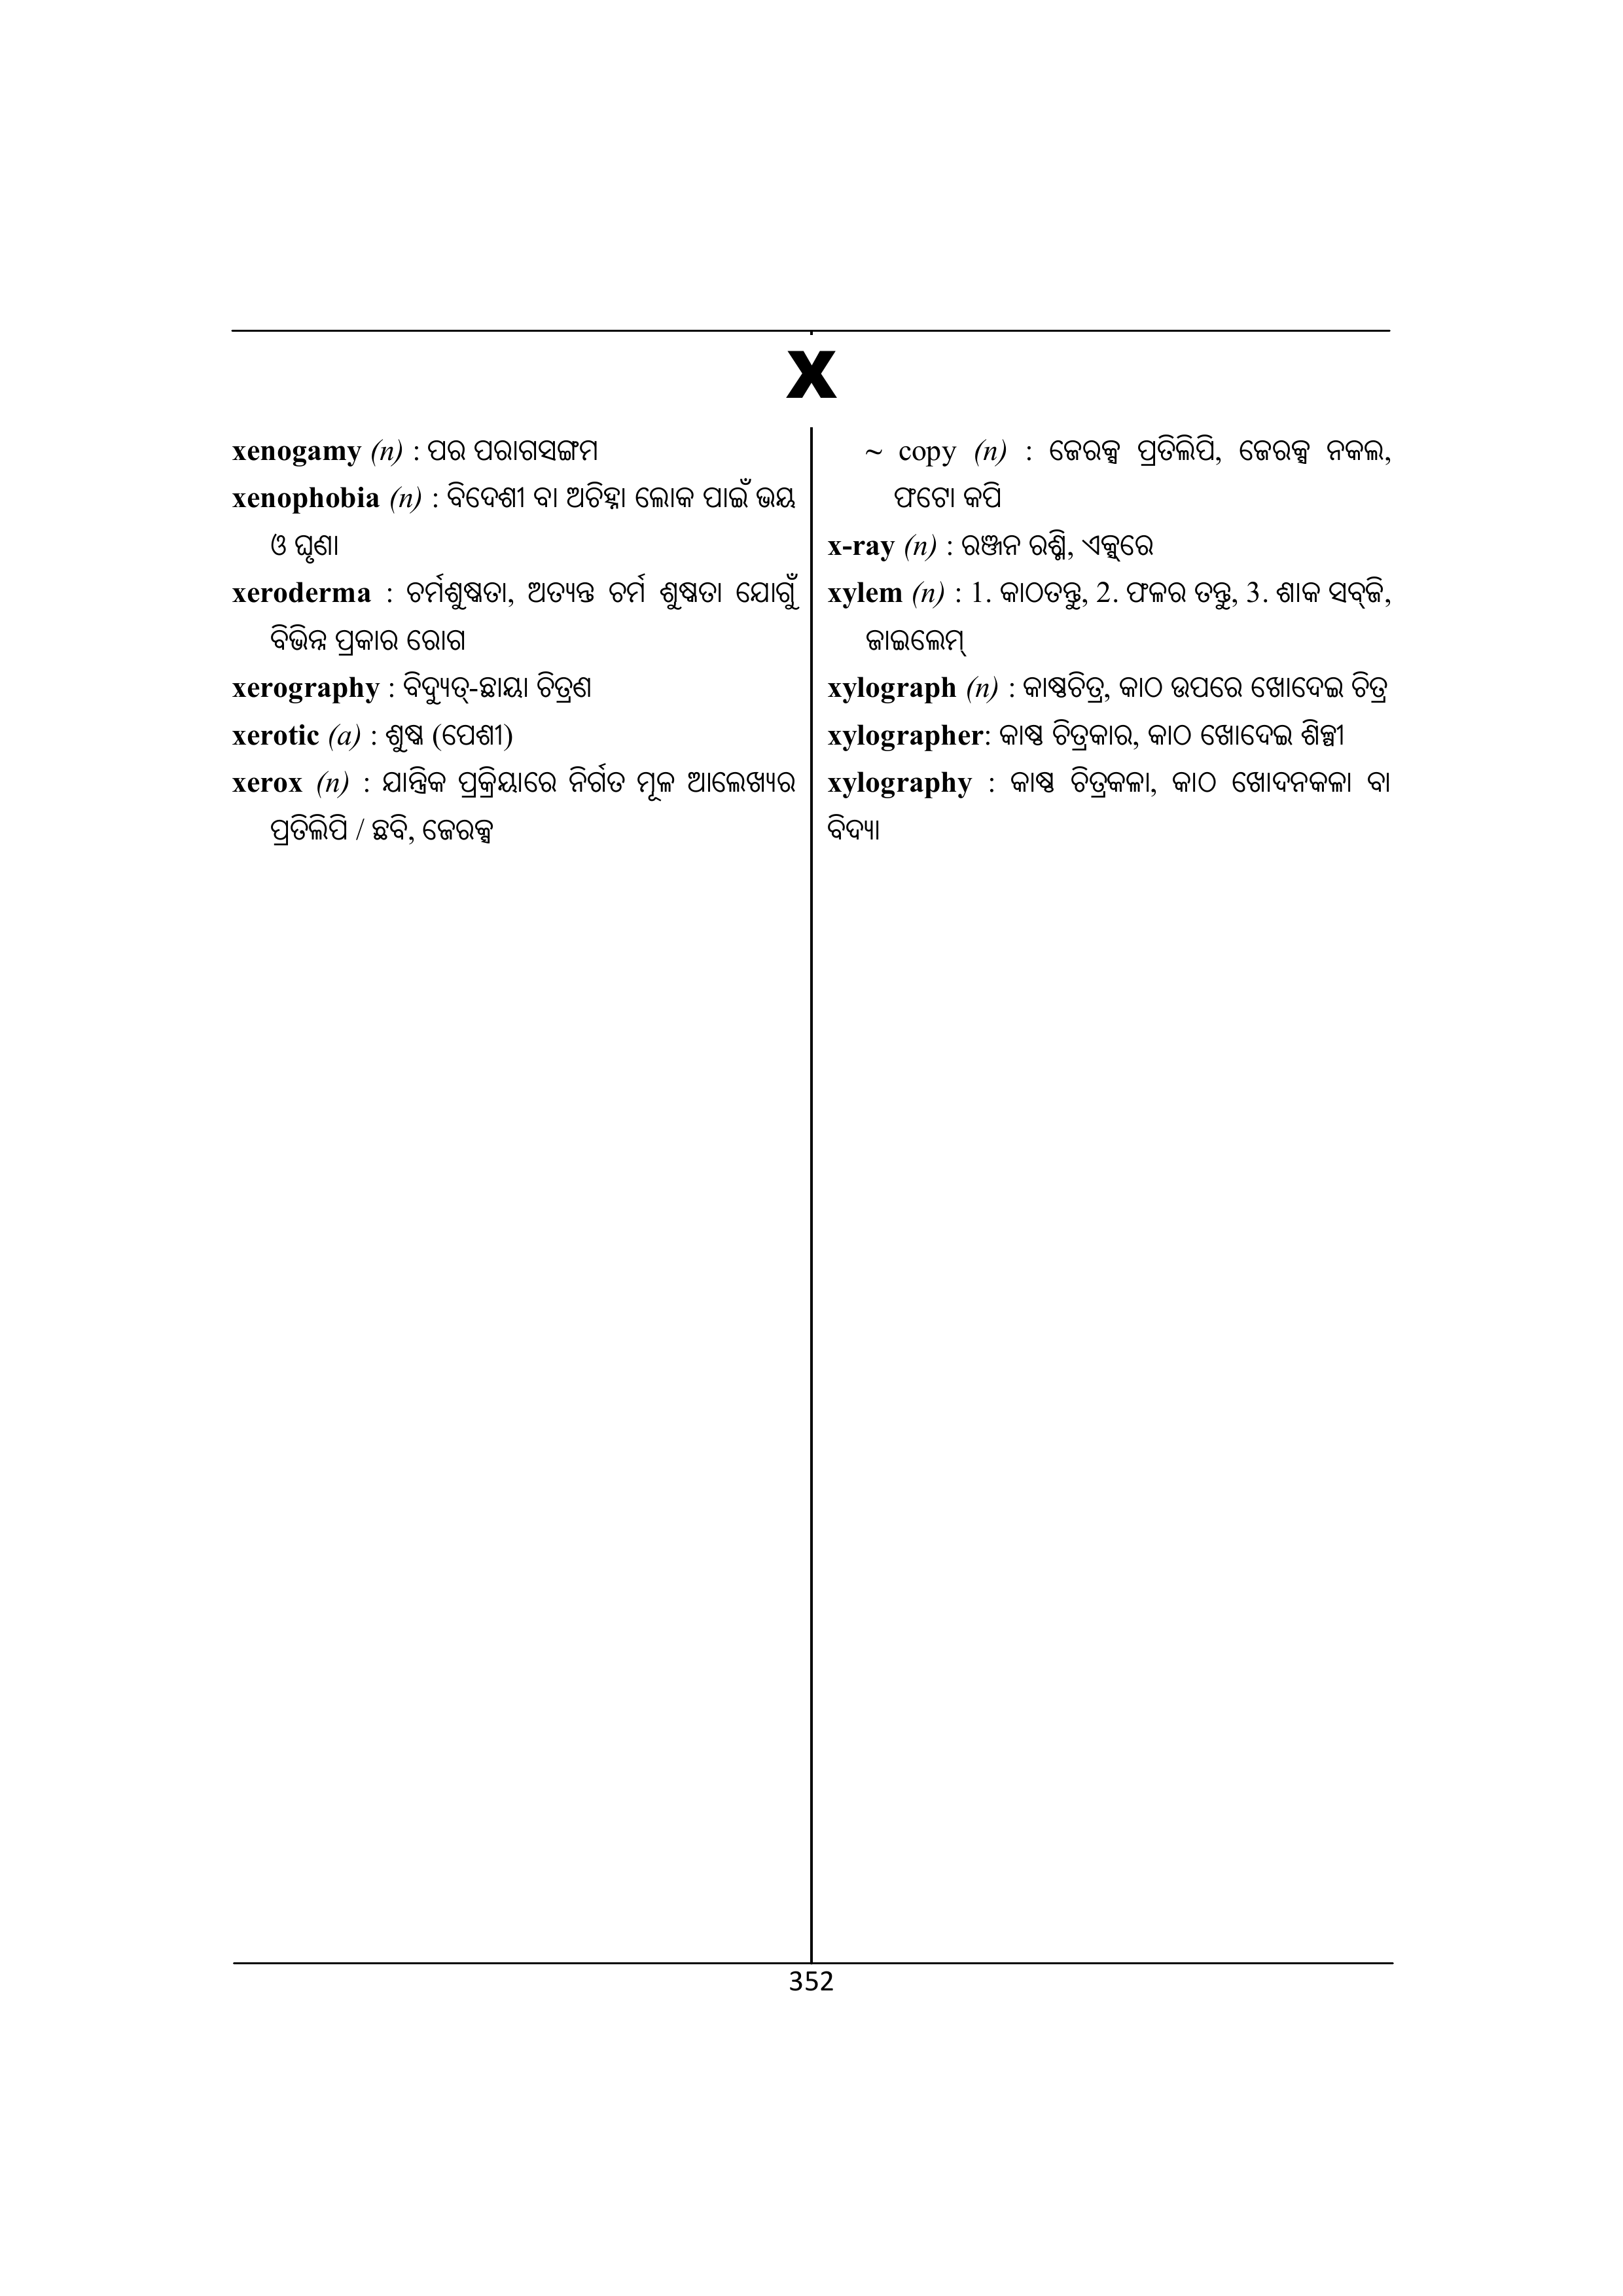 x
xenogamy (n) : ପର ପରାଗସଙ୍ଗମ
xenophobia (n) : ବିଦେଶୀ ବା ଅଚିହ୍ନା ଲୋକ ପାଇଁ ଭୟ
ଓ ଘୃଣା
xeroderma : ଚର୍ମଶୁଷ୍କତା, ଅତ୍ୟନ୍ତ ଚର୍ମ ଶୁଷ୍କତା ଯୋଗୁଁ
ବିଭିନ୍ନ ପ୍ରକାର ରୋଗ
xerography : ବିଦ୍ୟୁତ୍-ଛାୟା ଚିତ୍ରଣ
xerotic (a) : ଶୁଷ୍କ (ପେଶୀ)
xerox (n) : ଯାନ୍ତ୍ରିକ ପ୍ରକ୍ରିୟାରେ ନିର୍ଗତ ମୂଳ ଆଲେଖ୍ୟର
ପ୍ରତିଲିପି / ଛବି, ଜେରକ୍ସ
~ copy (n) : ଜେରକ୍ସ ପ୍ରତିଲିପି, ଜେରକ୍ସ ନକଲ,
ଫଟୋ କପି
x-ray (n) : ରଞ୍ଜନ ରଶ୍ମି, ଏକ୍ସ୍‌ରେ
xylem (n) : 1. କାଠତନ୍ତୁ, 2. ଫଳର ତନ୍ତୁ, 3. ଶାକ ସବ୍‌ଜି,
ଜାଇଲେମ୍
xylograph (n) : କାଷ୍ଠଚିତ୍ର, କାଠ ଉପରେ ଖୋଦେଇ ଚିତ୍ର
xylographer: କାଷ୍ଠ ଚିତ୍ରକାର, କାଠ ଖୋଦେଇ ଶିଳ୍ପୀ
xylography : କାଷ୍ଠ ଚିତ୍ରକଳା, କାଠ ଖୋଦନକଳା ବା
ବିଦ୍ୟା
352